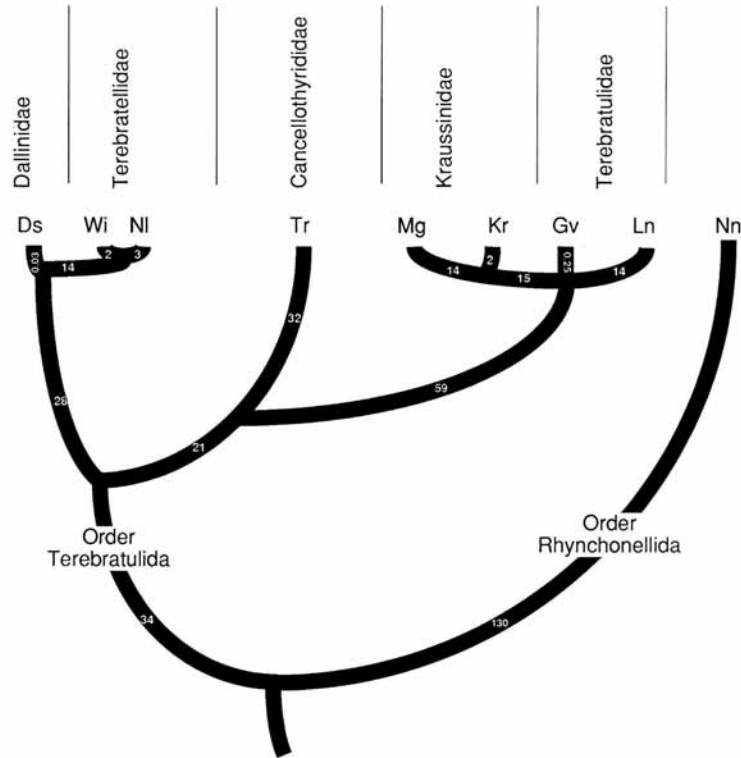 Dallinidae
Terebratellidae
Cancellothyrididae
Kraussinidae
Terebratulidae
Ds Wi Nl Tr Mg Kr Gv Ln Nn
0.03 14 2 3 14 2 15 0.25 14
32
59
28
21
Order
Terebratulida
Order
Rhynchonellida
34
130